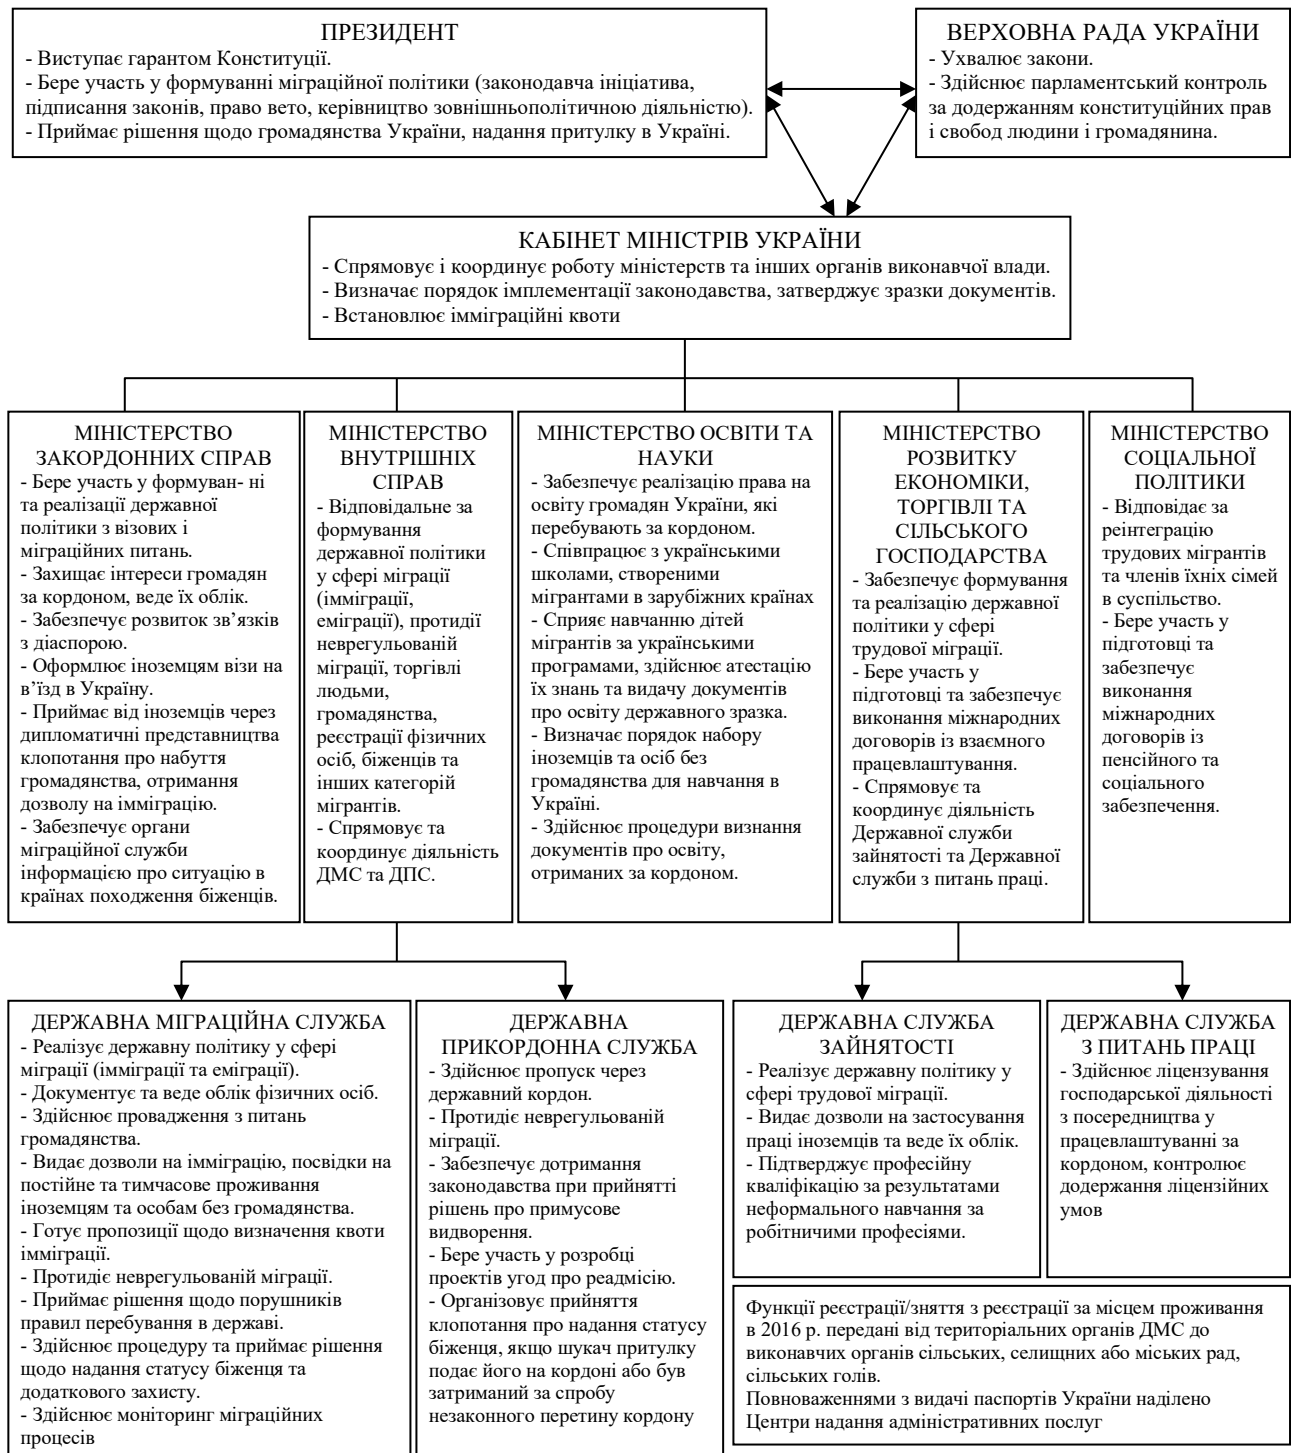 ПРЕЗИДЕНТ
- Виступає гарантом Конституції.
- Бере участь у формуванні міграційної політики (законодавча ініціатива,
підписання законів, право вето, керівництво зовнішньополітичною діяльністю).
- Приймає рішення щодо громадянства України, надання притулку в Україні.
ВЕРХОВНА РАДА УКРАЇНИ
- Ухвалює закони.
- Здійснює парламентський контроль
за додержанням конституційних прав
і свобод людини і громадянина.
КАБІНЕТ МІНІСТРІВ УКРАЇНИ
- Спрямовує і координує роботу міністерств та інших органів виконавчої влади.
- Визначає порядок імплементації законодавства, затверджує зразки документів.
- Встановлює імміграційні квоти
МІНІСТЕРСТВО
ЗАКОРДОННИХ СПРАВ
- Бере участь у формуван- ні
та реалізації державної
політики з візових і
міграційних питань.
- Захищає інтереси громадян
за кордоном, веде їх облік.
- Забезпечує розвиток зв’язків
з діаспорою.
- Оформлює іноземцям візи на
в’їзд в Україну.
- Приймає від іноземців через
дипломатичні представництва
клопотання про набуття
громадянства, отримання
дозволу на імміграцію.
- Забезпечує органи
міграційної служби
інформацією про ситуацію в
країнах походження біженців.
МІНІСТЕРСТВО
ВНУТРІШНІХ
СПРАВ
- Відповідальне за
формування
державної політики
у сфері міграції
(імміграції,
еміграції), протидії
неврегульованій
міграції, торгівлі
людьми,
громадянства,
реєстрації фізичних
осіб, біженців та
інших категорій
мігрантів.
- Спрямовує та
координує діяльність
ДМС та ДПС.
МІНІСТЕРСТВО ОСВІТИ ТА
НАУКИ
- Забезпечує реалізацію права на
освіту громадян України, які
перебувають за кордоном.
- Співпрацює з українськими
школами, створеними
мігрантами в зарубіжних країнах
- Сприяє навчанню дітей
мігрантів за українськими
програмами, здійснює атестацію
їх знань та видачу документів
про освіту державного зразка.
- Визначає порядок набору
іноземців та осіб без
громадянства для навчання в
Україні.
- Здійснює процедури визнання
документів про освіту,
отриманих за кордоном.
МІНІСТЕРСТВО
РОЗВИТКУ
ЕКОНОМІКИ,
ТОРГІВЛІ ТА
СІЛЬСЬКОГО
ГОСПОДАРСТВА
- Забезпечує формування
та реалізацію державної
політики у сфері
трудової міграції.
- Бере участь у
підготовці та забезпечує
виконання міжнародних
договорів із взаємного
працевлаштування.
- Спрямовує та
координує діяльність
Державної служби
зайнятості та Державної
служби з питань праці.
МІНІСТЕРСТВО
СОЦІАЛЬНОЇ
ПОЛІТИКИ
- Відповідає за
реінтеграцію
трудових мігрантів
та членів їхніх сімей
в суспільство.
- Бере участь у
підготовці та
забезпечує
виконання
міжнародних
договорів із
пенсійного та
соціального
забезпечення.
ДЕРЖАВНА МІГРАЦІЙНА СЛУЖБА
- Реалізує державну політику у сфері
міграції (імміграції та еміграції).
- Документує та веде облік фізичних осіб.
- Здійснює провадження з питань
громадянства.
- Видає дозволи на імміграцію, посвідки на
постійне та тимчасове проживання
іноземцям та особам без громадянства.
- Готує пропозиції щодо визначення квоти
імміграції.
- Протидіє неврегульованій міграції.
- Приймає рішення щодо порушників
правил перебування в державі.
- Здійснює процедуру та приймає рішення
щодо надання статусу біженця та
додаткового захисту.
- Здійснює моніторинг міграційних
процесів
ДЕРЖАВНА
ПРИКОРДОННА СЛУЖБА
- Здійснює пропуск через
державний кордон.
- Протидіє неврегульованій
міграції.
- Забезпечує дотримання
законодавства при прийнятті
рішень про примусове
видворення.
- Бере участь у розробці
проектів угод про реадмісію.
- Організовує прийняття
клопотання про надання статусу
біженця, якщо шукач притулку
подає його на кордоні або був
затриманий за спробу
незаконного перетину кордону
ДЕРЖАВНА СЛУЖБА
ЗАЙНЯТОСТІ
- Реалізує державну політику у
сфері трудової міграції.
- Видає дозволи на застосування
праці іноземців та веде їх облік.
- Підтверджує професійну
кваліфікацію за результатами
неформального навчання за
робітничими професіями.
ДЕРЖАВНА СЛУЖБА
З ПИТАНЬ ПРАЦІ
- Здійснює ліцензування
господарської діяльності
з посередництва у
працевлаштуванні за
кордоном, контролює
додержання ліцензійних
умов
Функції реєстрації/зняття з реєстрації за місцем проживання
в 2016 р. передані від територіальних органів ДМС до
виконавчих органів сільських, селищних або міських рад,
сільських голів.
Повноваженнями з видачі паспортів України наділено
Центри надання адміністративних послуг